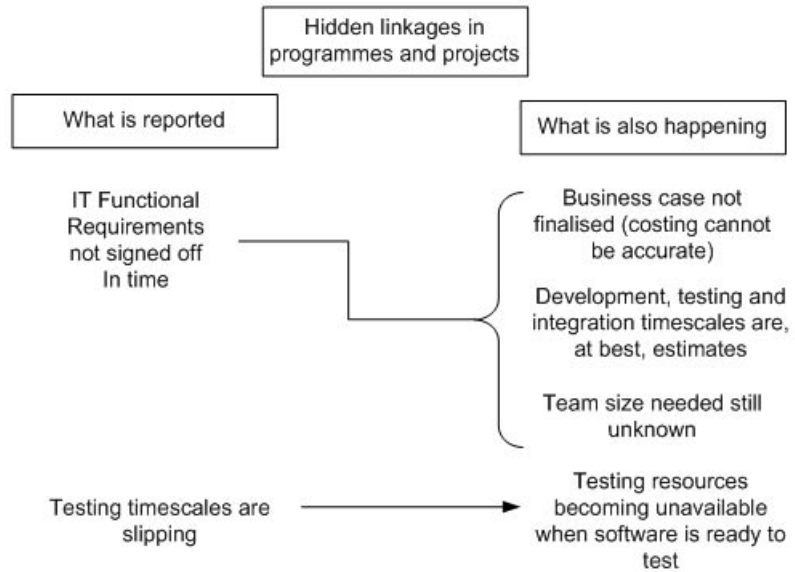 Hidden linkages in
programmes and projects
What is reported
What is also happening
IT Functional
Requirements
not signed off
In time
Business case not
finalised (costing cannot
be accurate)
Development, testing and
integration timescales are,
at best, estimates
Team size needed still
unknown
Testing timescales are
slipping
Testing resources
becoming unavailable
when software is ready to
test